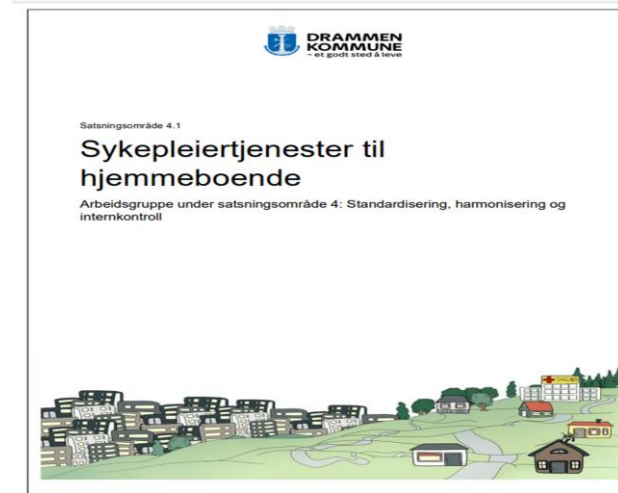 DRAMMEN
KOMMUNE
– et godt sted å leve
Satsningsområde 4.1
Sykepleiertjenester til
hjemmeboende
Arbeidsgruppe under satsningsområde 4: Standardisering, harmonisering og
internkontroll